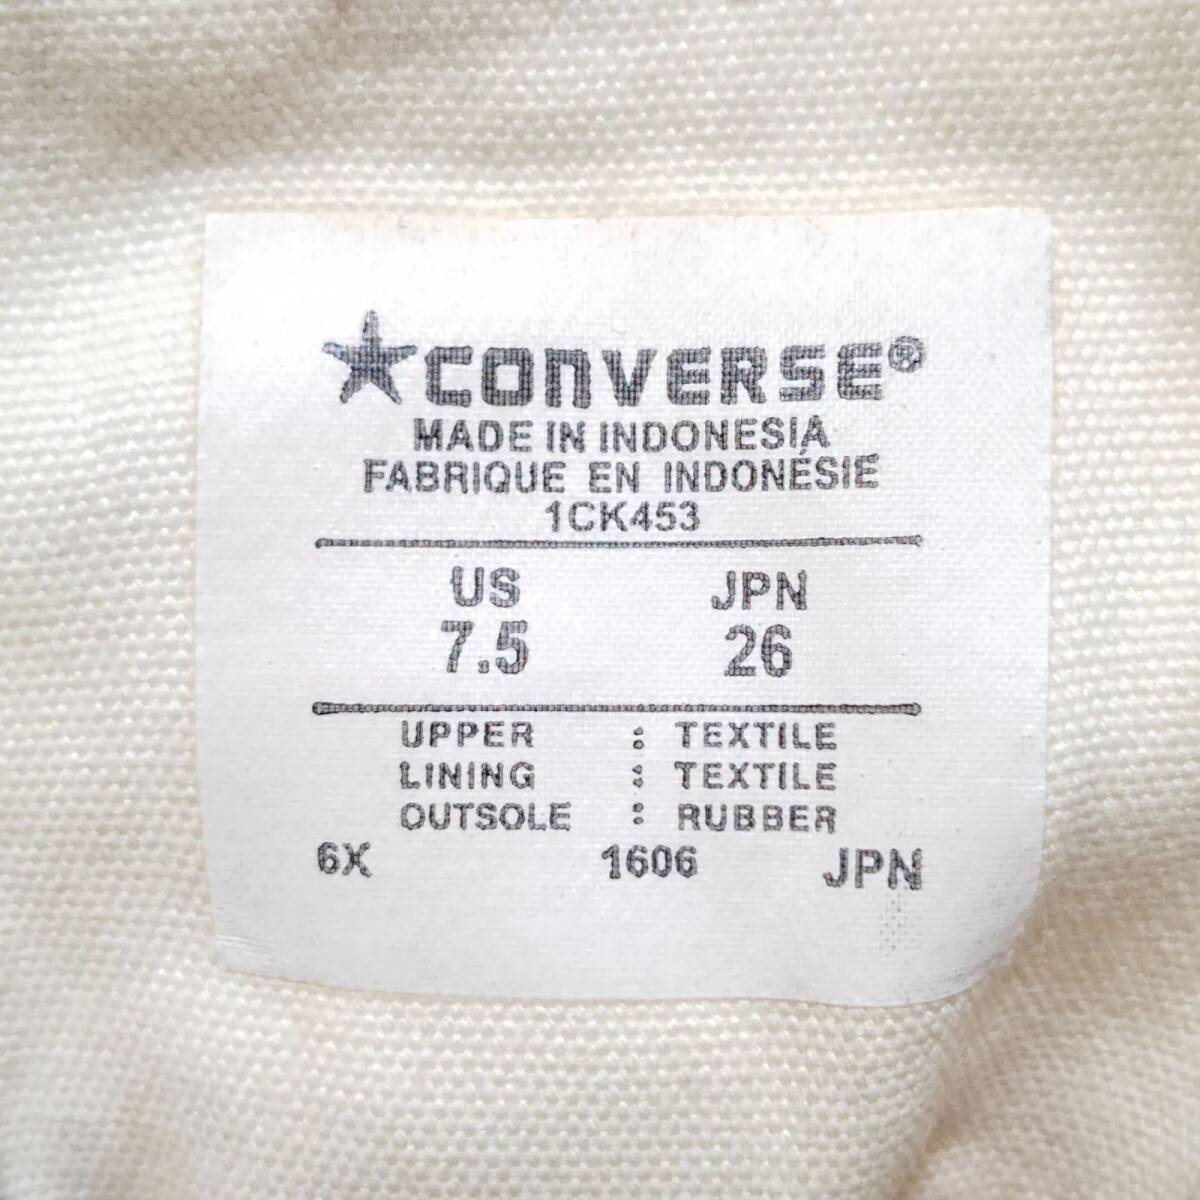 CONVERSE®
MADE IN INDONESIA
FABRIQUE EN INDONÉSIE
1CK453
US JPN
7.5 26
UPPER : TEXTILE
LINING : TEXTILE
OUTSOLE : RUBBER
6X 1606 JPN